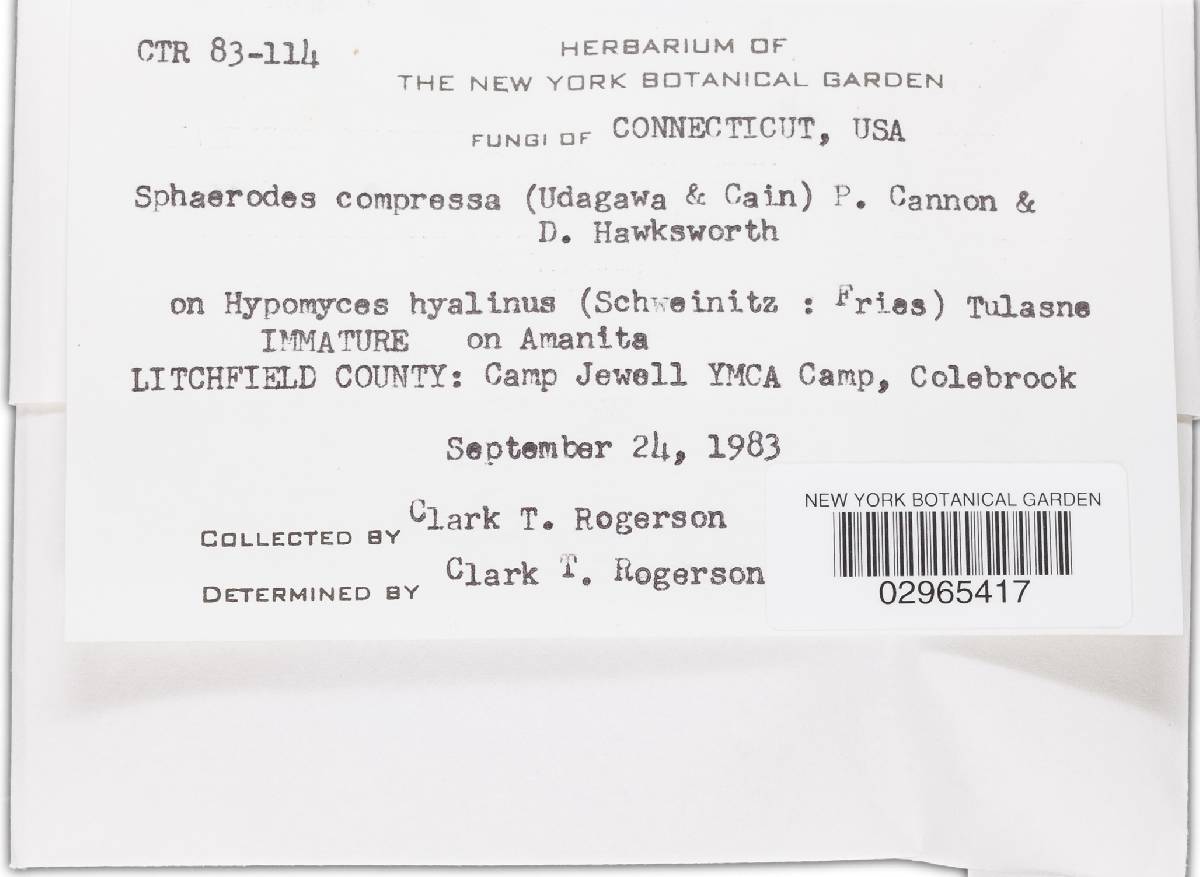 CTR 83-114
HERBARIUM OF
THE NEW YORK BOTANICAL GARDEN
FUNGI OF CONNECTICUT, USA
Sphaerodes compressa (Udagawa & Cain) P. Cannon &
D. Hawksworth
on Hypomyces hyalinus (Schweinitz : Fries) Tulasne
IMMATURE on Amanita
LITCHFIELD COUNTY: Camp Jewell YMCA Camp, Colebrook
September 24, 1983
COLLECTED BY Clark T. Rogerson
DETERMINED BY Clark T. Rogerson
NEW YORK BOTANICAL GARDEN
02965417